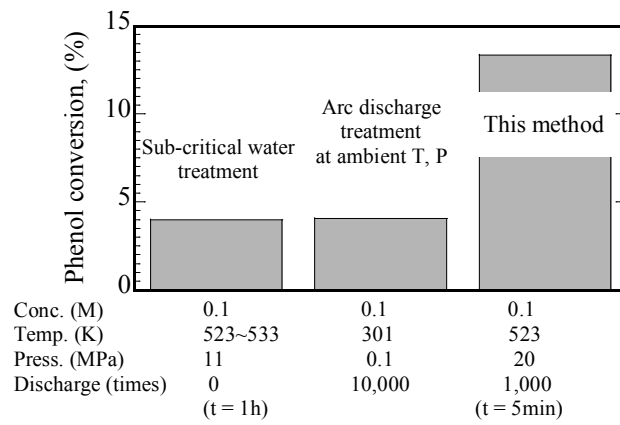 15
10
5
0
Phenol conversion, (%)
Sub-critical water
treatment
Arc discharge
treatment
at ambient T, P
This method
Conc. (M) 0.1 0.1 0.1
Temp. (K) 523~533 301 523
Press. (MPa) 11 0.1 20
Discharge (times) 0 10,000 1,000
(t = 1h) (t = 5min)